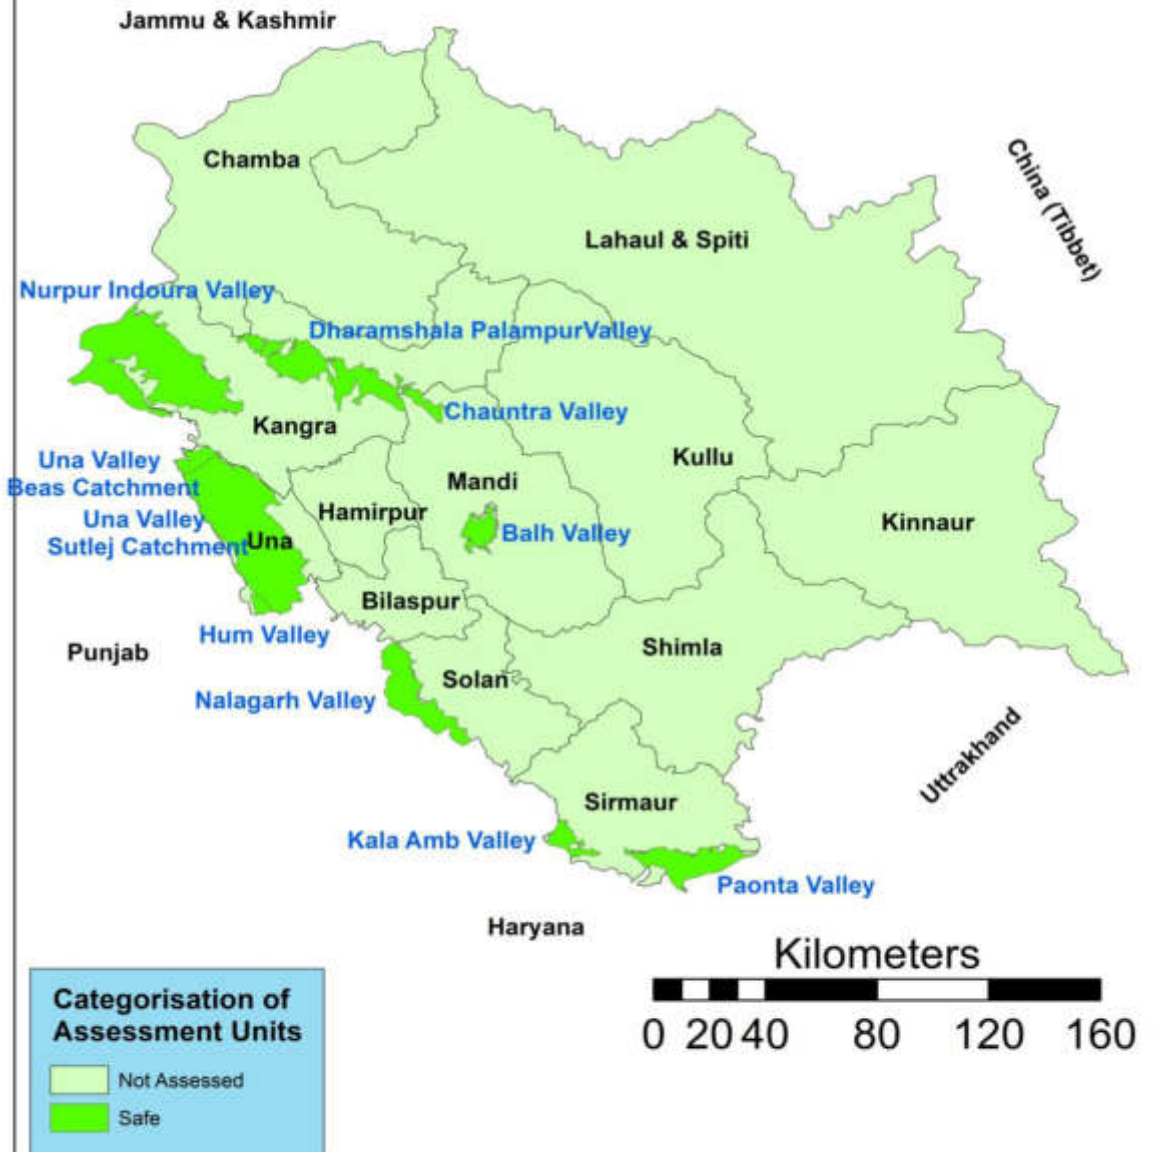 Jammu & Kashmir
Chamba
China (Tibbet)
Lahaul & Spiti
Nurpur Indoura Valley
Dharamshala PalampurValley
Chauntra Valley
Kangra
Kullu
Una Valley
Beas Catchment
Mandi
Hamirpur
Una Valley
Sutlej Catchment
Una
Balh Valley
Kinnaur
Bilaspur
Hum Valley
Shimla
Punjab
Solan
Nalagarh Valley
Uttrakhand
Sirmaur
Kala Amb Valley
Paonta Valley
Haryana
Kilometers
0 20 40 80 120 160
Categorisation of
Assessment Units
Not Assessed
Safe